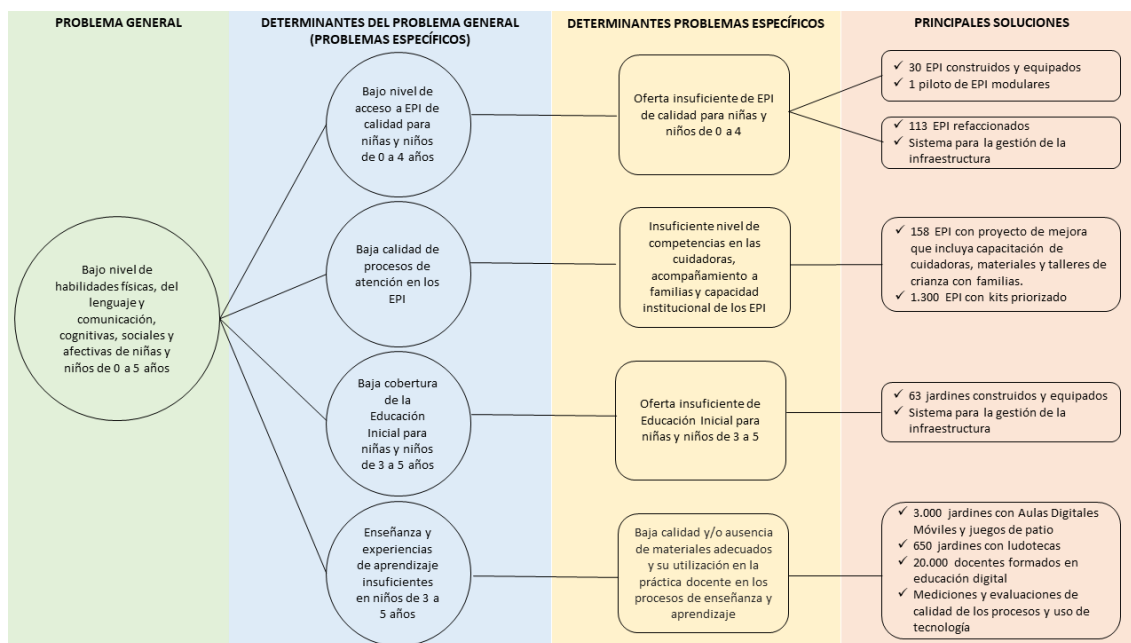 PROBLEMA GENERAL
DETERMINANTES DEL PROBLEMA GENERAL
(PROBLEMAS ESPECÍFICOS)
DETERMINANTES PROBLEMAS ESPECÍFICOS
PRINCIPALES SOLUCIONES
Bajo nivel de
habilidades físicas, del
lenguaje y
comunicación,
cognitivas, sociales y
afectivas de niñas y
niños de 0 a 5 años
Bajo nivel de
acceso a EPI de
calidad para
niñas y niños
de 0 a 4 años
Oferta insuficiente de EPI
de calidad para niñas y
niños de 0 a 4
✓ 30 EPI construidos y equipados
✓ 1 piloto de EPI modulares
✓ 113 EPI refaccionados
✓ Sistema para la gestión de la
infraestructura
Baja calidad de
procesos de
atención en los
EPI
Insuficiente nivel de
competencias en las
cuidadoras,
acompañamiento a
familias y capacidad
institucional de los EPI
✓ 158 EPI con proyecto de mejora
que incluya capacitación de
cuidadoras, materiales y talleres de
crianza con familias.
✓ 1.300 EPI con kits priorizado
Baja cobertura
de la
Educación
Inicial para
niñas y niños
de 3 a 5 años
Oferta insuficiente de
Educación Inicial para
niñas y niños de 3 a 5
✓ 63 jardines construidos y equipados
✓ Sistema para la gestión de la
infraestructura
Enseñanza y
experiencias
de aprendizaje
insuficientes
en niños de 3 a
5 años
Baja calidad y/o ausencia
de materiales adecuados
y su utilización en la
práctica docente en los
procesos de enseñanza y
aprendizaje
✓ 3.000 jardines con Aulas Digitales
Móviles y juegos de patio
✓ 650 jardines con ludotecas
✓ 20.000 docentes formados en
educación digital
✓ Mediciones y evaluaciones de
calidad de los procesos y uso de
tecnología